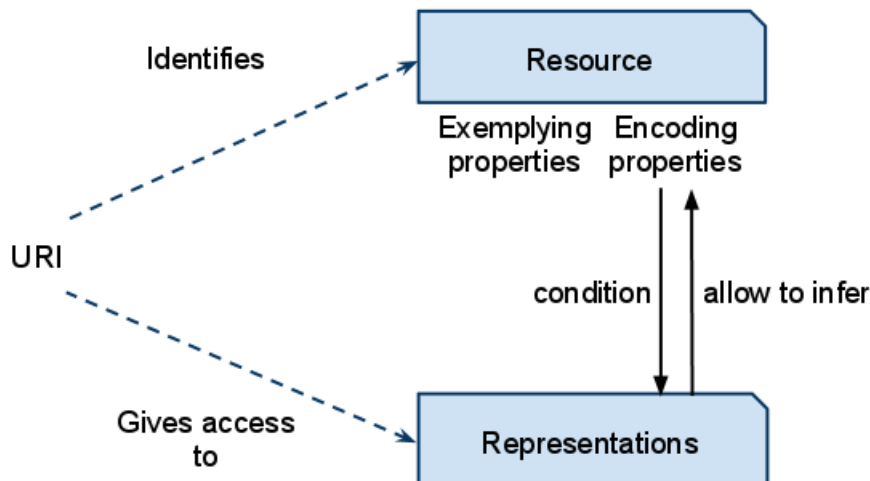 Identifies
Resource
Exemplying
properties
Encoding
properties
URI
condition
allow to infer
Gives access
to
Representations